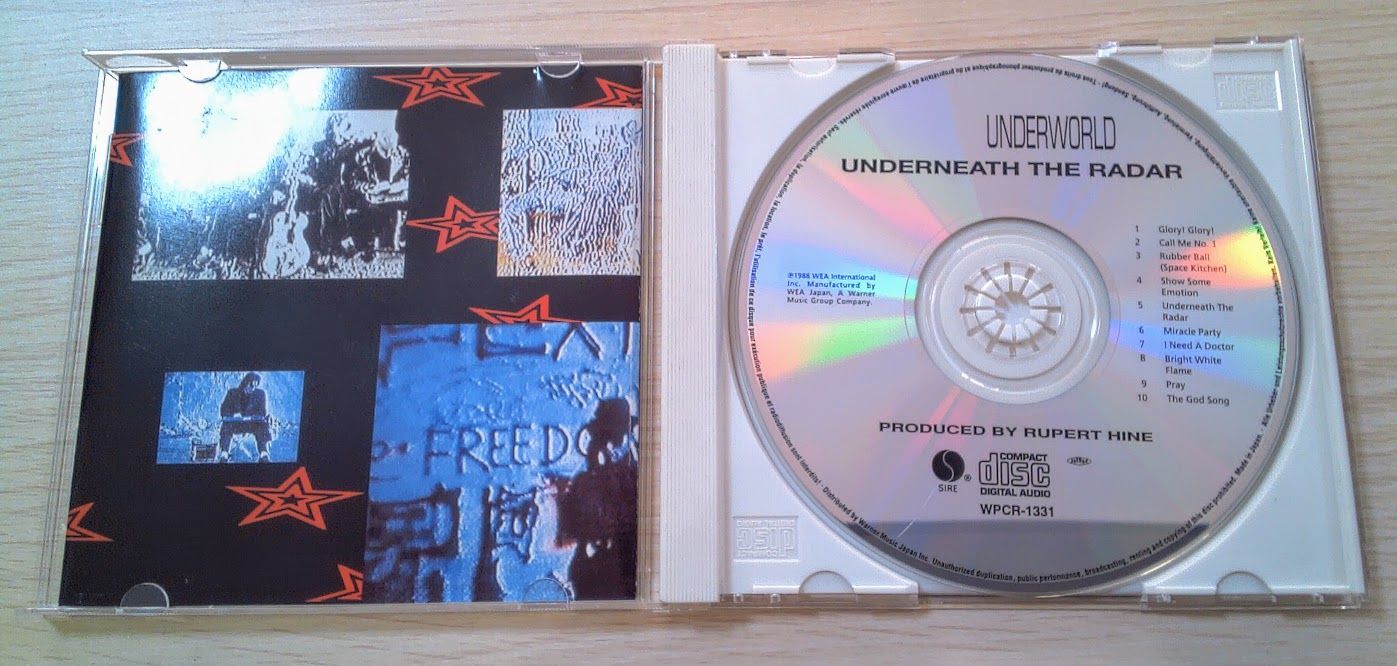 FREEDO
UNDERWORLD
UNDERNEATH THE RADAR
1 Glory! Glory!
2 Call Me No. 1
3 Rubber Ball
(Space Kitchen)
4 Show Some
Emotion
5 Underneath The
Radar
6 Miracle Party
7 I Need A Doctor
8 Bright White
Flame
9 Pray
10 The God Song
℗1988 WEA International
Inc. Manufactured by
WEA Japan, A Warner
Music Group Company.
PRODUCED BY RUPERT HINE
SIRE
®
COMPACT
disc
DIGITAL AUDIO
WPCR-1331
Distributed by Warner Music Japan Inc. Unauthorized duplication, public performance, broadcasting, renting and copying of this disc prohibited. Made in Japan.
COMPACT
disc
DIGITAL AUDIO